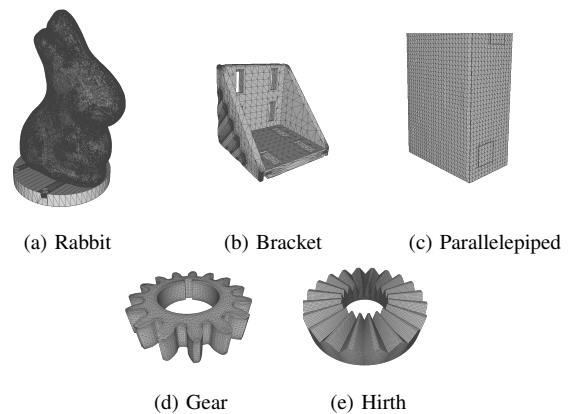 (a) Rabbit
(b) Bracket
(c) Parallelepiped
(d) Gear
(e) Hirth